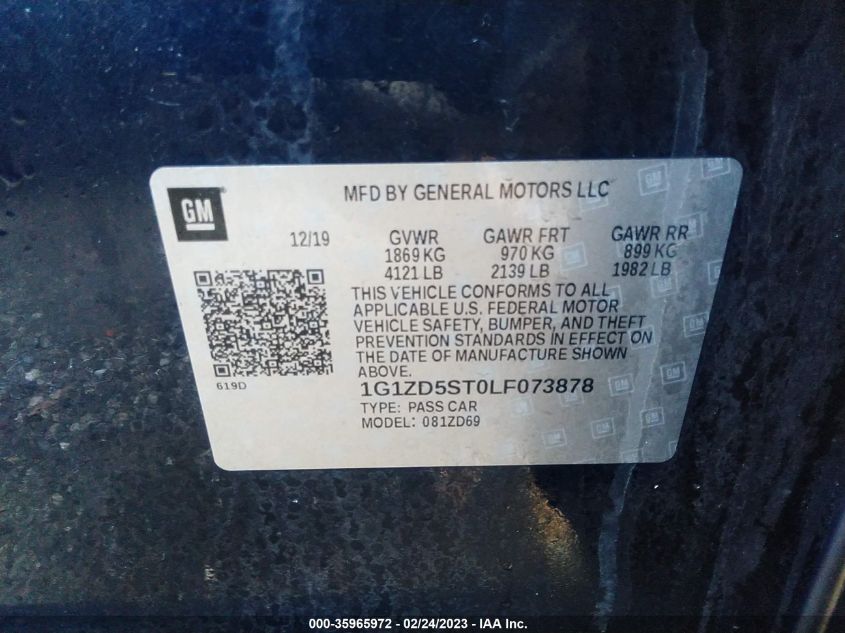 GM
MFD BY GENERAL MOTORS LLC
12/19
GVWR
1869 KG
4121 LB
GAWR FRT
970 KG
2139 LB
GAWR RR
899 KG
1982 LB
THIS VEHICLE CONFORMS TO ALL
APPLICABLE U.S. FEDERAL MOTOR
VEHICLE SAFETY, BUMPER, AND THEFT
PREVENTION STANDARDS IN EFFECT ON
THE DATE OF MANUFACTURE SHOWN
ABOVE.
619D
1G1ZD5ST0LF073878
TYPE: PASS CAR
MODEL: 081ZD69
000-35965972 - 02/24/2023 - IAA Inc.